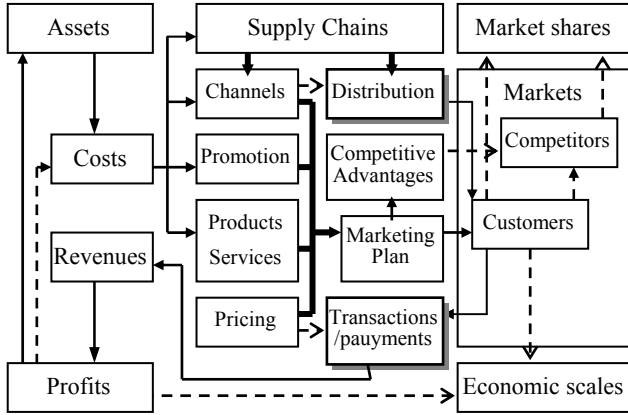 Assets
Supply Chains
Market shares
Channels
Distribution
Markets
Costs
Promotion
Competitive
Advantages
Competitors
Products
Services
Marketing
Plan
Customers
Revenues
Pricing
Transactions
/pauyments
Profits
Economic scales